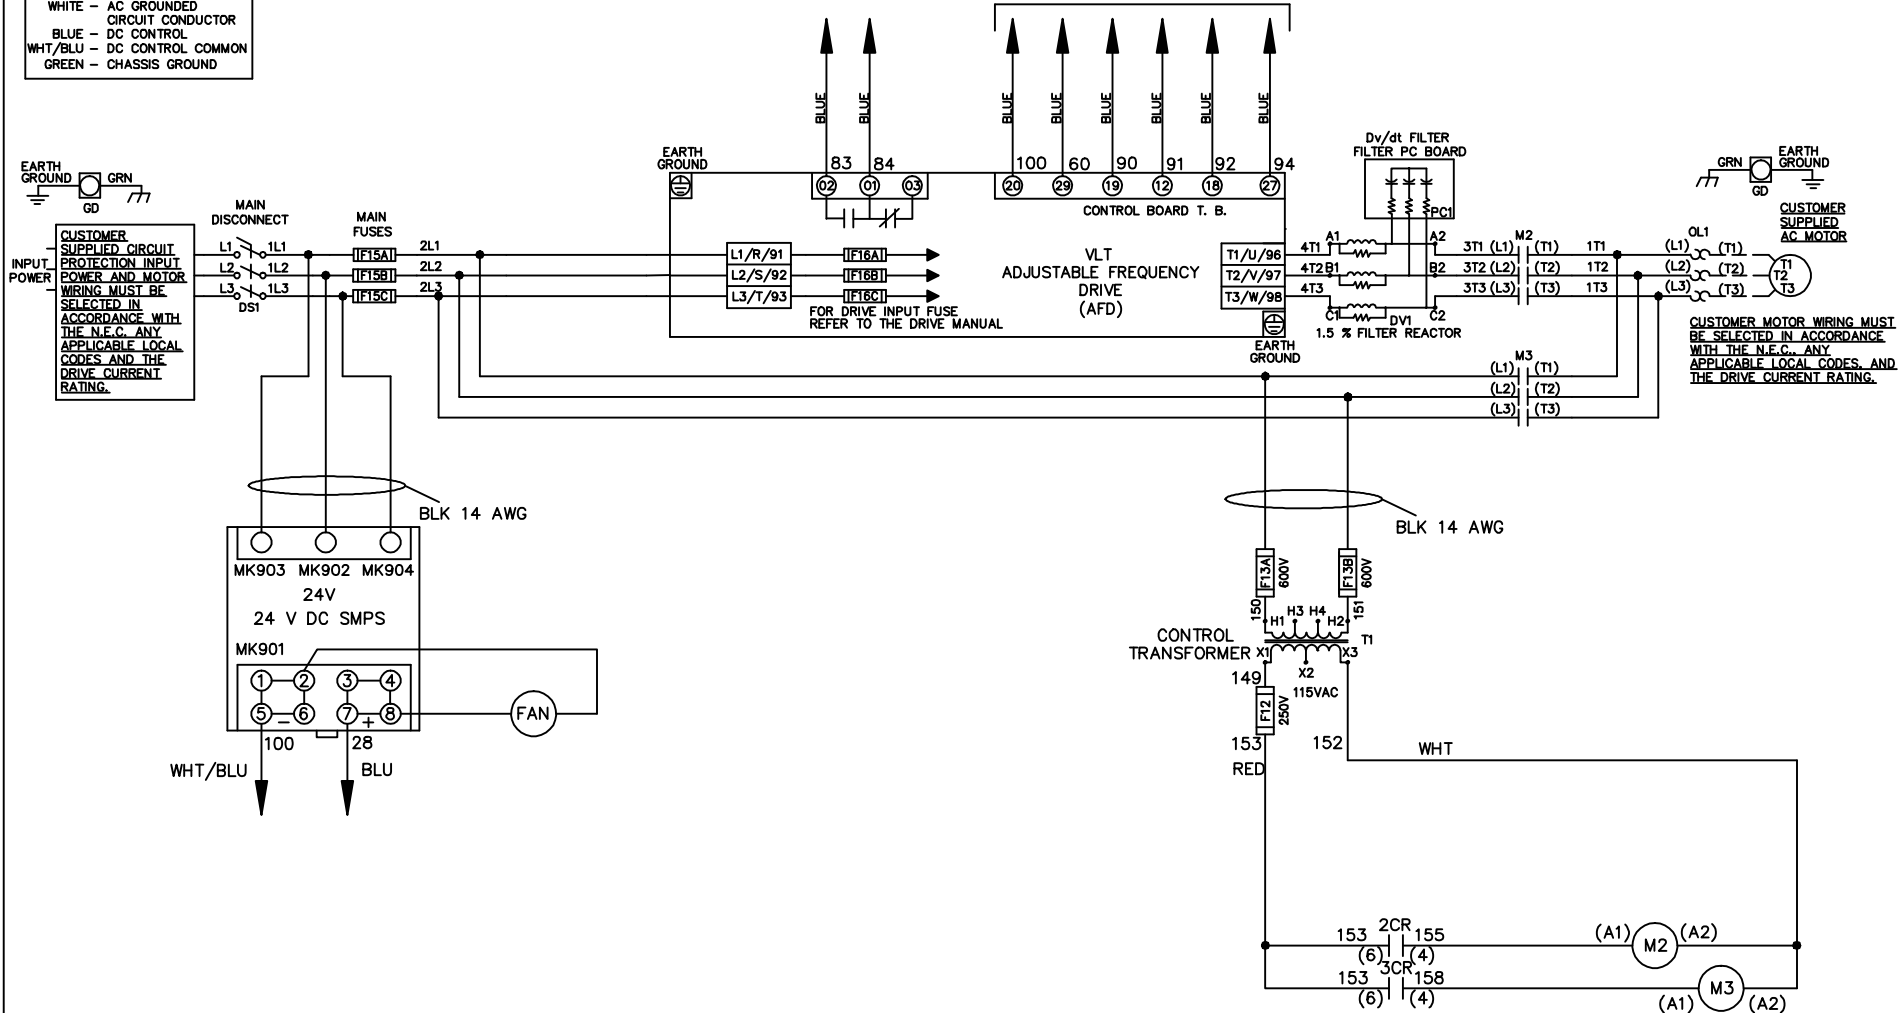 WHITE – AC GROUNDED
CIRCUIT CONDUCTOR
BLUE – DC CONTROL
WHT/BLU – DC CONTROL COMMON
GREEN – CHASSIS GROUND
BLUE
BLUE
BLUE
BLUE
BLUE
BLUE
BLUE
BLUE
83
84
100
60
90
91
92
94
EARTH
GROUND
02
01
03
20
29
19
12
18
27
CONTROL BOARD T. B.
Dv/dt FILTER
FILTER PC BOARD
PC1
EARTH
GROUND
GRN
GD
GRN
EARTH
GROUND
GD
CUSTOMER
SUPPLIED
AC MOTOR
INPUT
POWER
CUSTOMER
SUPPLIED CIRCUIT
PROTECTION INPUT
POWER AND MOTOR
WIRING MUST BE
SELECTED IN
ACCORDANCE WITH
THE N.E.C. ANY
APPLICABLE LOCAL
CODES AND THE
DRIVE CURRENT
RATING.
MAIN
DISCONNECT
L1
1L1
L2
1L2
L3
1L3
DS1
MAIN
FUSES
F15A
2L1
F15B
2L2
F15C
2L3
L1/R/91
L2/S/92
L3/T/93
F16A
F16B
F16C
FOR DRIVE INPUT FUSE
REFER TO THE DRIVE MANUAL
VLT
ADJUSTABLE FREQUENCY
DRIVE
(AFD)
T1/U/96
T2/V/97
T3/W/98
EARTH
GROUND
4T1
A1
A2
4T2
B1
B2
4T3
C1
C2
DV1
1.5 % FILTER REACTOR
M2
3T1 (L1) (T1) 1T1
3T2 (L2) (T2) 1T2
3T3 (L3) (T3) 1T3
OL1
(L1) (T1)
(L2) (T2)
(L3) (T3)
T1
T2
T3
CUSTOMER MOTOR WIRING MUST
BE SELECTED IN ACCORDANCE
WITH THE N.E.C., ANY
APPLICABLE LOCAL CODES, AND
THE DRIVE CURRENT RATING.
M3
(L1) (T1)
(L2) (T2)
(L3) (T3)
BLK 14 AWG
BLK 14 AWG
MK903 MK902 MK904
24V
24 V DC SMPS
MK901
1
2
3
4
5
–
6
7
+
8
FAN
100
28
WHT/BLU
BLU
F13A
600V
F13B
600V
150
151
H1
H3
H4
H2
CONTROL
TRANSFORMER
T1
X1
X3
X2
115VAC
149
F12
250V
153
152
RED
WHT
2CR
153
155
(6)
(4)
(A1)
M2
(A2)
3CR
153
158
(6)
(4)
(A1)
M3
(A2)